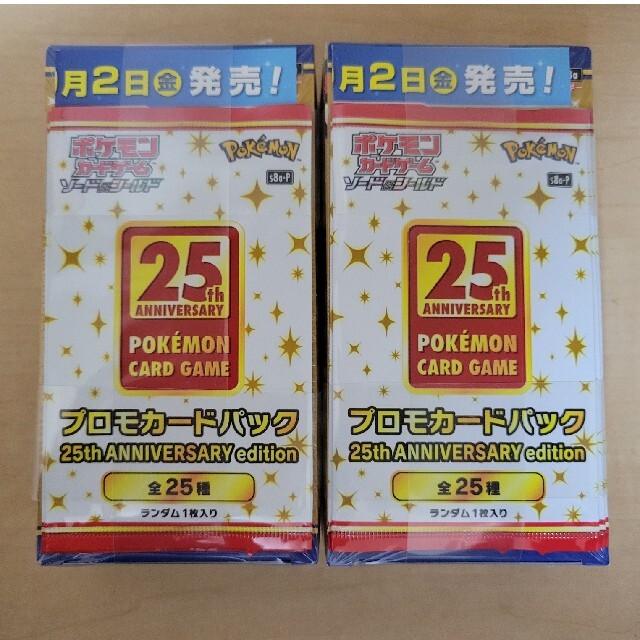 月2日金発売!
ポケモン
カードゲーム
ソード&シールド
POKéMON
s8a-P
25th
ANNIVERSARY
POKÉMON
CARD GAME
プロモカードパック
25th ANNIVERSARY edition
全25種
ランダム1枚入り
月2日金発売!
8a
ポケモン
カードゲーム
ソード&シールド
POKéMON
s8a-P
25th
ANNIVERSARY
POKÉMON
CARD GAME
プロモカードパック
25th ANNIVERSARY edition
全25種
ランダム1枚入り